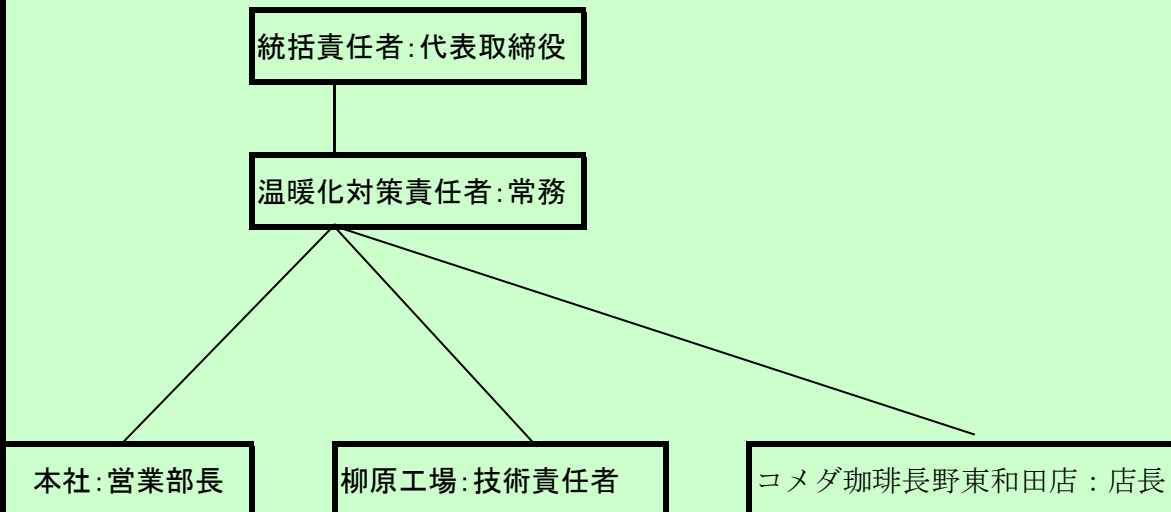 統括責任者:代表取締役
温暖化対策責任者:常務
本社:営業部長
柳原工場:技術責任者
コメダ珈琲長野東和田店:店長